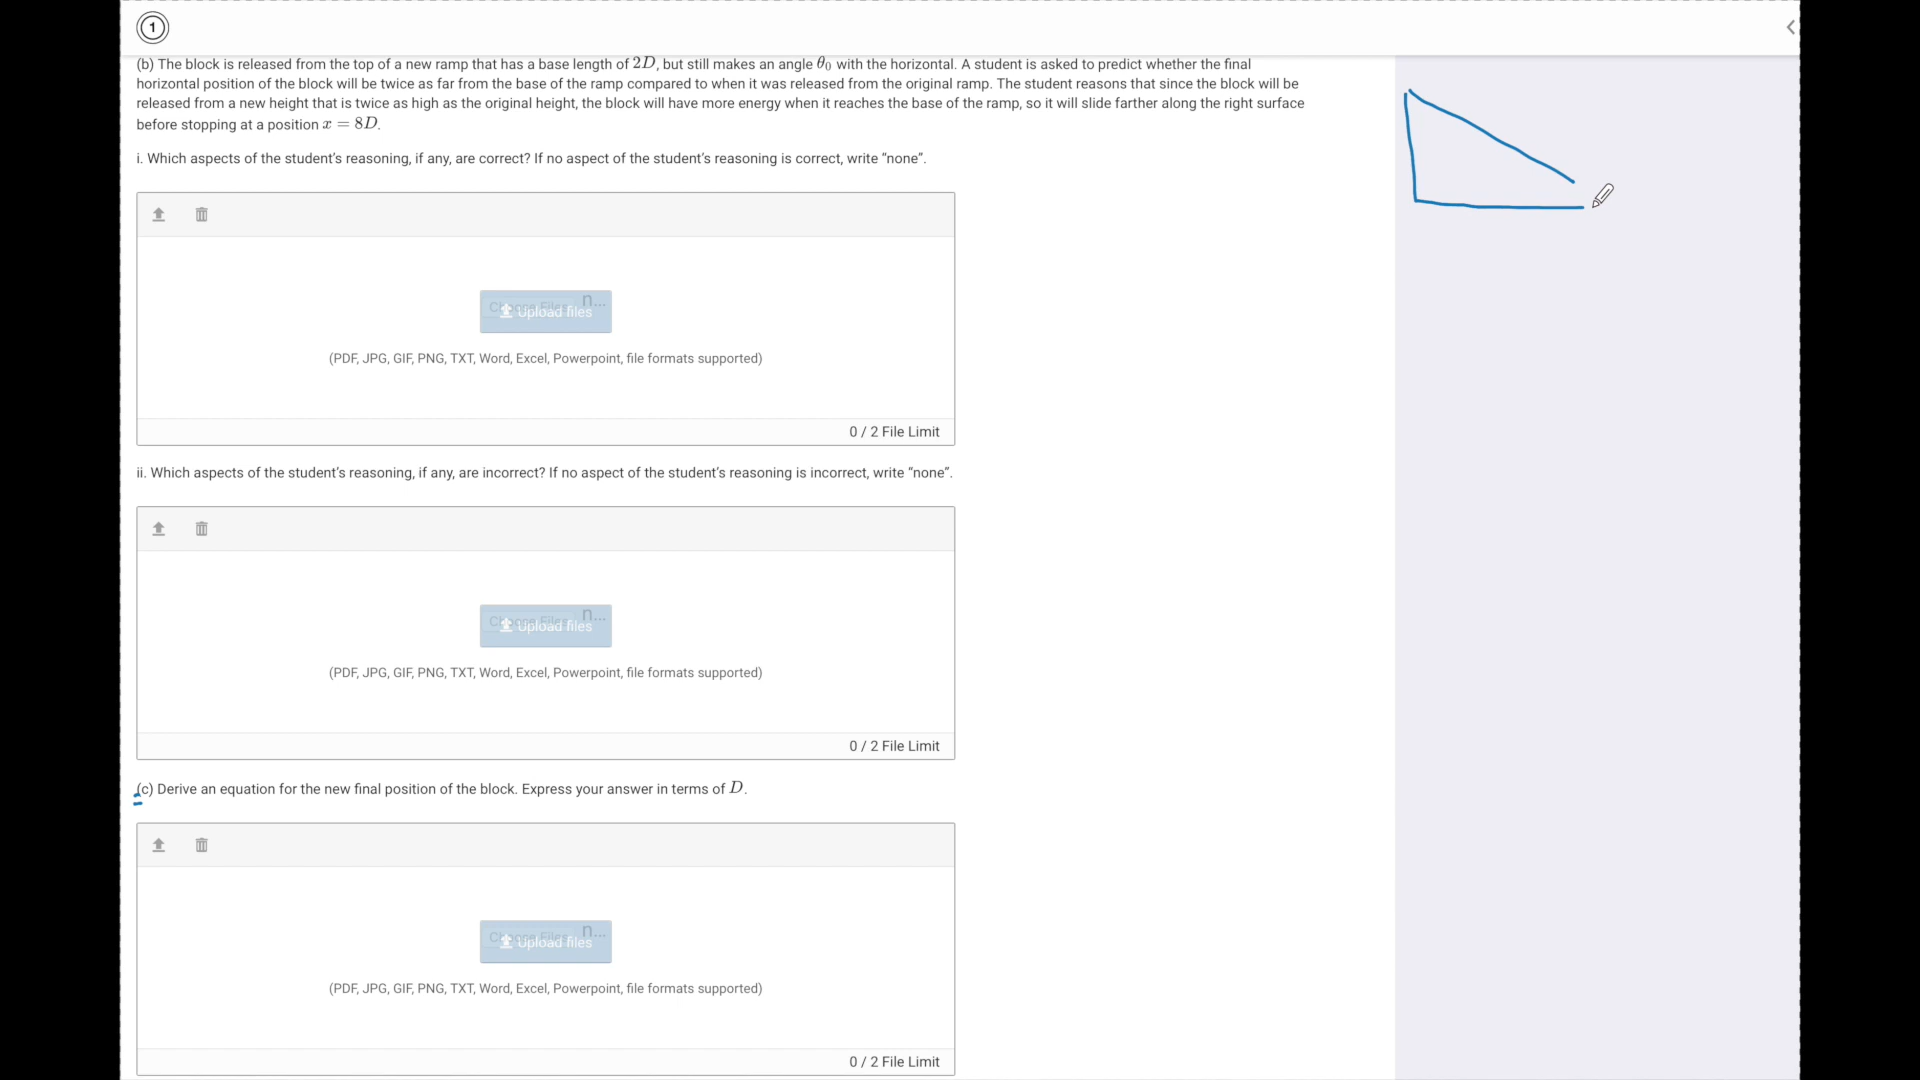 1
(b) The block is released from the top of a new ramp that has a base length of 2D, but still makes an angle θ₀ with the horizontal. A student is asked to predict whether the final
horizontal position of the block will be twice as far from the base of the ramp compared to when it was released from the original ramp. The student reasons that since the block will be
released from a new height that is twice as high as the original height, the block will have more energy when it reaches the base of the ramp, so it will slide farther along the right surface
before stopping at a position x = 8D.
i. Which aspects of the student’s reasoning, if any, are correct? If no aspect of the student’s reasoning is correct, write “none”.
Choose Files n...
Upload files
(PDF, JPG, GIF, PNG, TXT, Word, Excel, Powerpoint, file formats supported)
0 / 2 File Limit
ii. Which aspects of the student’s reasoning, if any, are incorrect? If no aspect of the student’s reasoning is incorrect, write “none”.
Choose Files n...
Upload files
(PDF, JPG, GIF, PNG, TXT, Word, Excel, Powerpoint, file formats supported)
0 / 2 File Limit
(c) Derive an equation for the new final position of the block. Express your answer in terms of D.
Choose Files n...
Upload files
(PDF, JPG, GIF, PNG, TXT, Word, Excel, Powerpoint, file formats supported)
0 / 2 File Limit